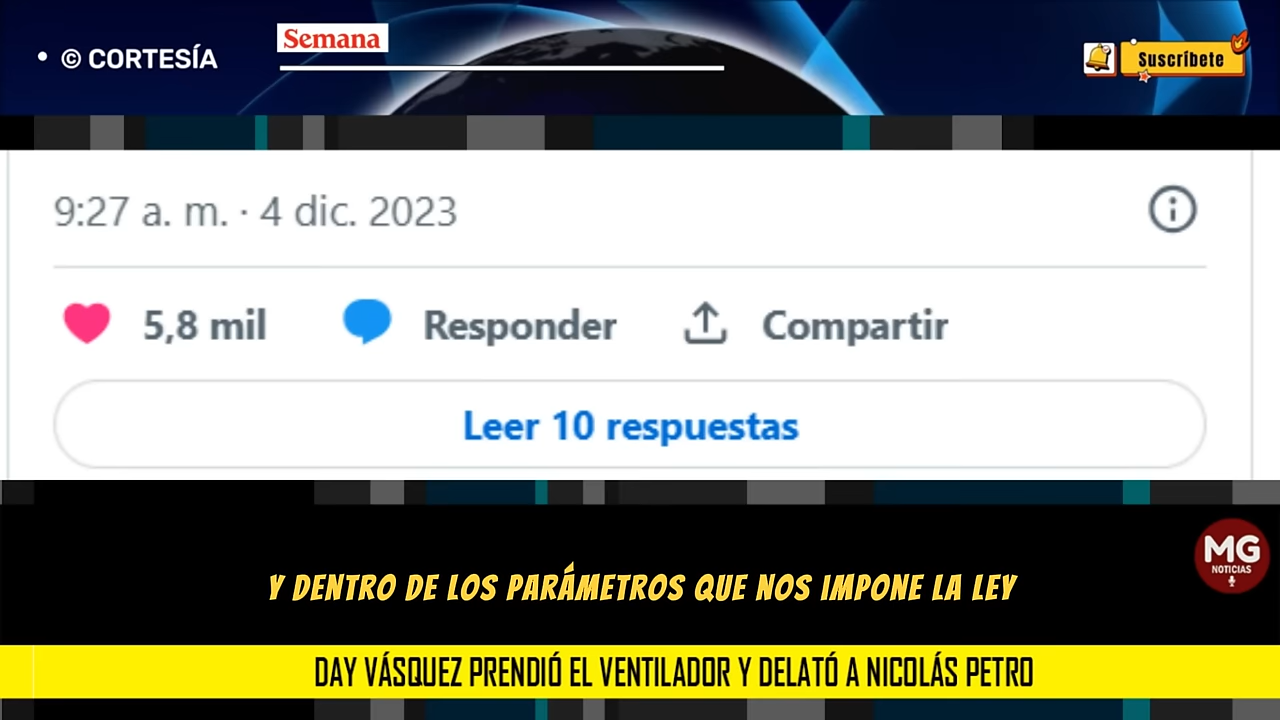 • © CORTESÍA
Semana
Suscríbete
9:27 a. m. · 4 dic. 2023
5,8 mil Responder Compartir
Leer 10 respuestas
MG
NOTICIAS
Y DENTRO DE LOS PARÁMETROS QUE NOS IMPONE LA LEY
DAY VÁSQUEZ PRENDIÓ EL VENTILADOR Y DELATÓ A NICOLÁS PETRO